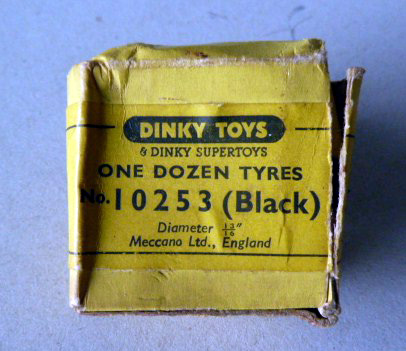 DINKY TOYS.
& DINKY SUPERTOYS
ONE DOZEN TYRES
No. 10253 (Black)
Diameter 13/16"
Meccano Ltd., England